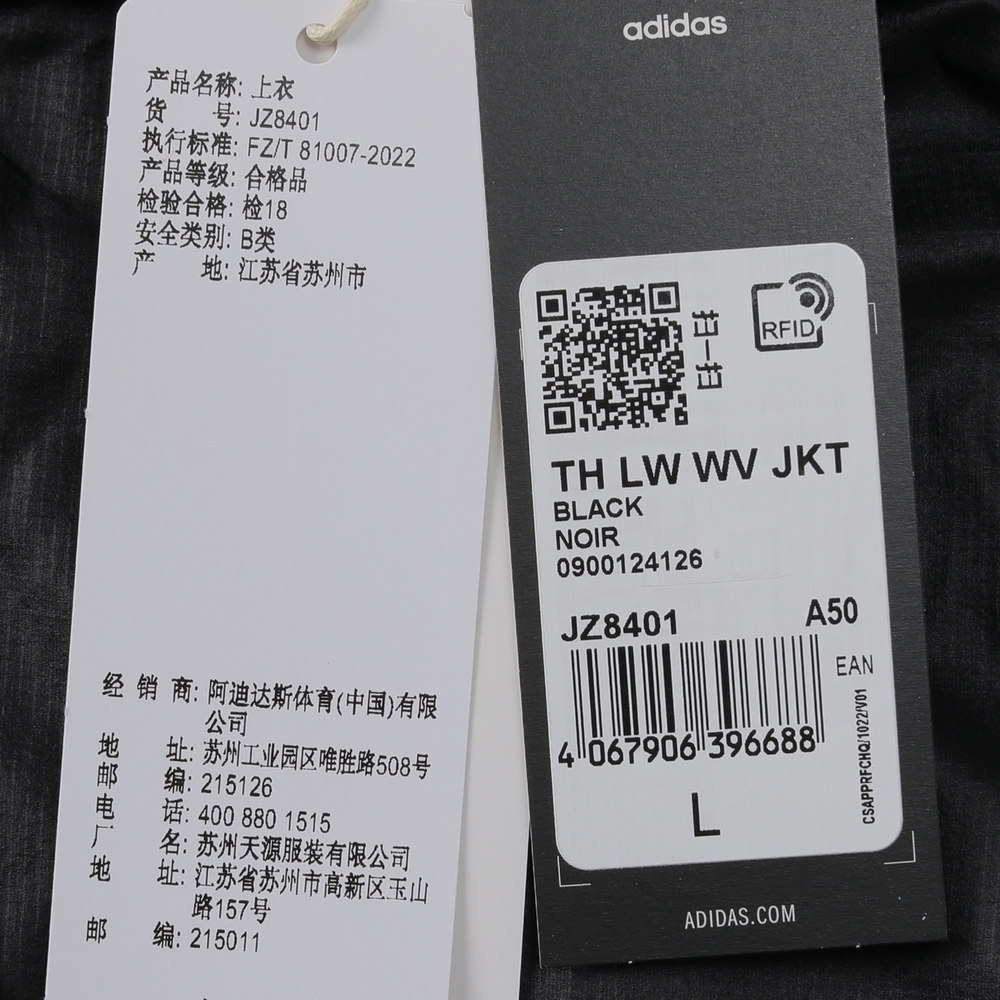 产品名称: 上衣
货 号: JZ8401
执行标准: FZ/T 81007-2022
产品等级: 合格品
检验合格: 检18
安全类别: B类
产 地: 江苏省苏州市
经 销 商: 阿迪达斯体育(中国)有限
公司
地 址: 苏州工业园区唯胜路508号
邮 编: 215126
电 话: 400 880 1515
厂 名: 苏州天源服装有限公司
地 址: 江苏省苏州市高新区玉山
路157号
邮 编: 215011
adidas
扫一扫
RFID
TH LW WV JKT
BLACK
NOIR
0900124126
JZ8401 A50
EAN
4 067906 396688
CSAPPRFCHQ/1022/V01
L
ADIDAS.COM